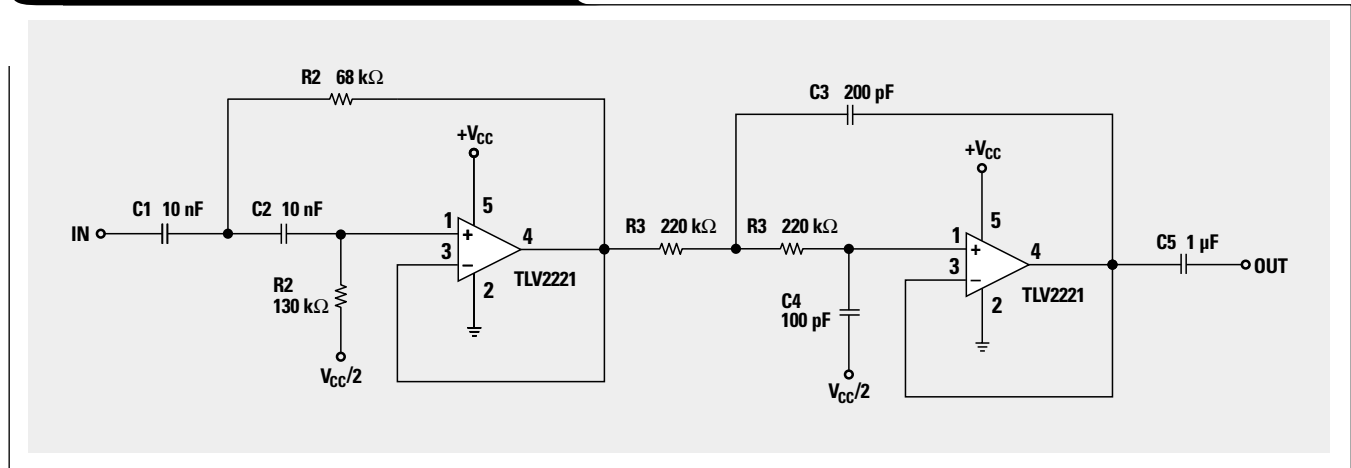 R2 68 kΩ
C3 200 pF
+VCC
+VCC
5
5
C1 10 nF
C2 10 nF
IN
1
+
3
−
4
2
TLV2221
R3 220 kΩ
R3 220 kΩ
1
+
3
−
4
2
TLV2221
C5 1 µF
OUT
R2
130 kΩ
VCC/2
C4
100 pF
VCC/2